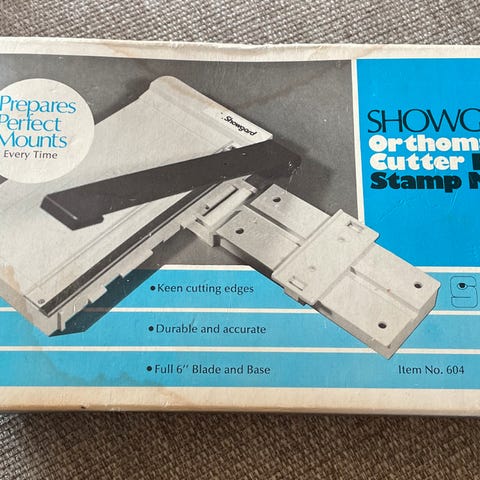 Prepares
Perfect
Mounts
Every Time
Showgard
SHOWG
Orthom
Cutter
Stamp
• Keen cutting edges
• Durable and accurate
• Full 6'' Blade and Base
Item No. 604